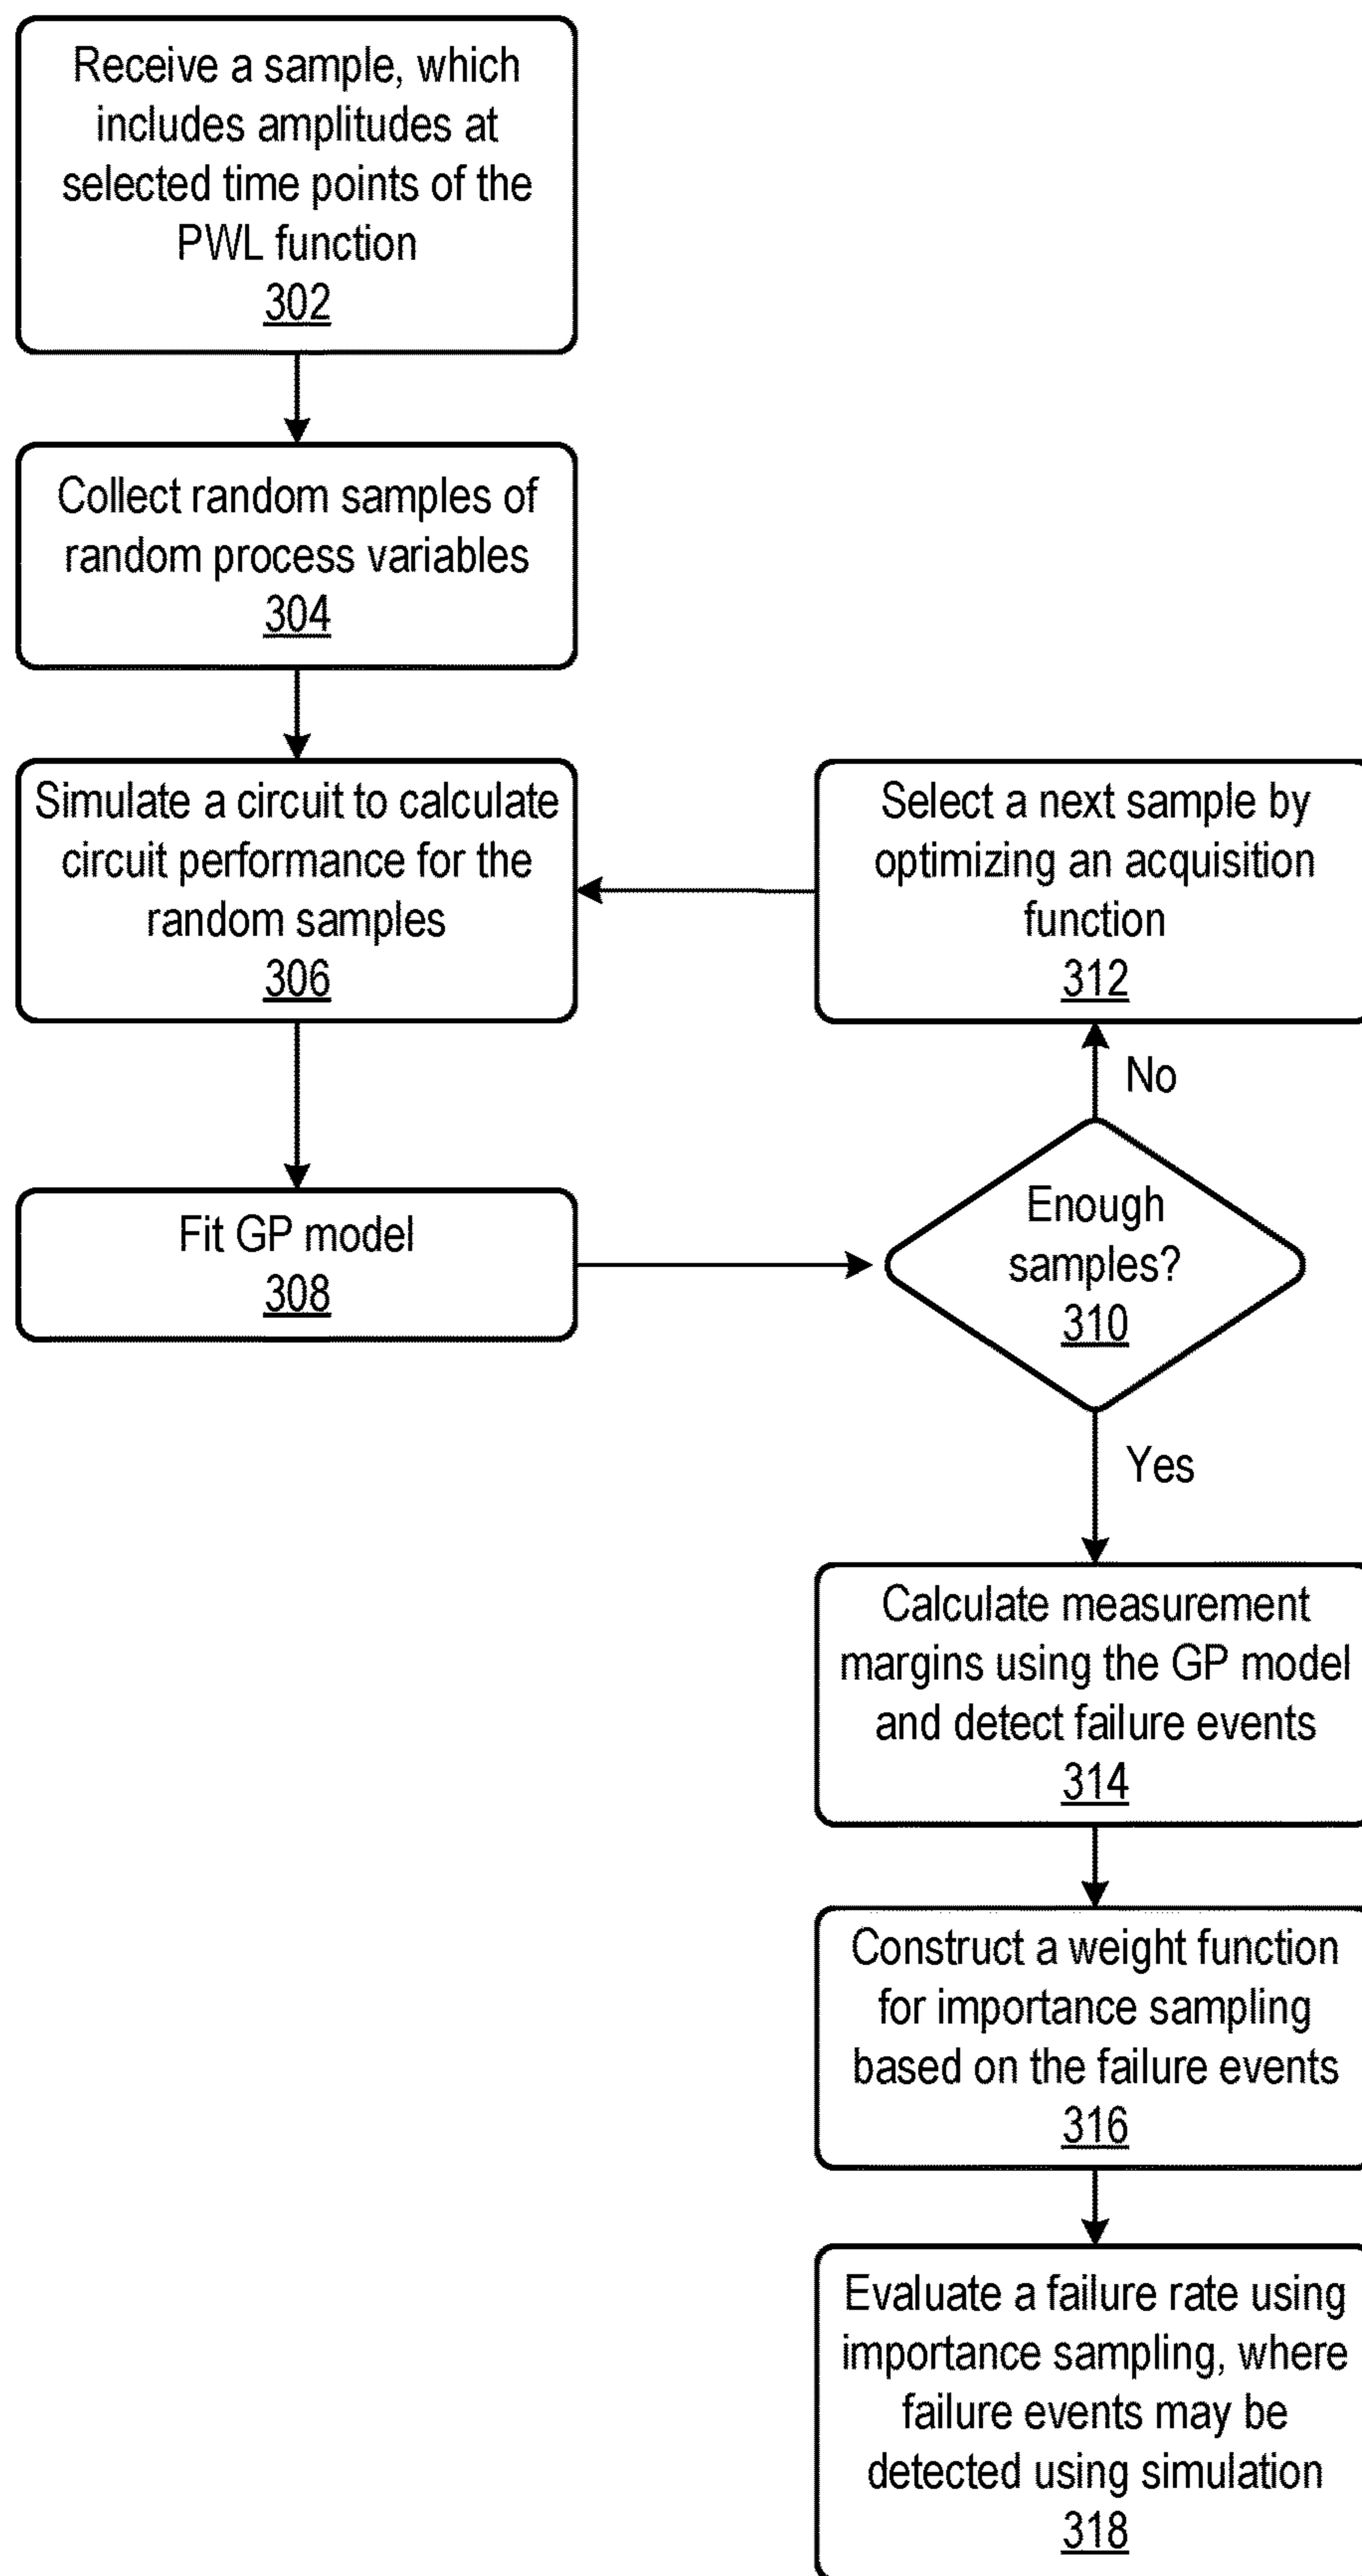 Receive a sample, which
includes amplitudes at
selected time points of the
PWL function
302
Collect random samples of
random process variables
304
Simulate a circuit to calculate
circuit performance for the
random samples
306
Select a next sample by
optimizing an acquisition
function
312
No
Fit GP model
308
Enough
samples?
310
Yes
Calculate measurement
margins using the GP model
and detect failure events
314
Construct a weight function
for importance sampling
based on the failure events
316
Evaluate a failure rate using
importance sampling, where
failure events may be
detected using simulation
318